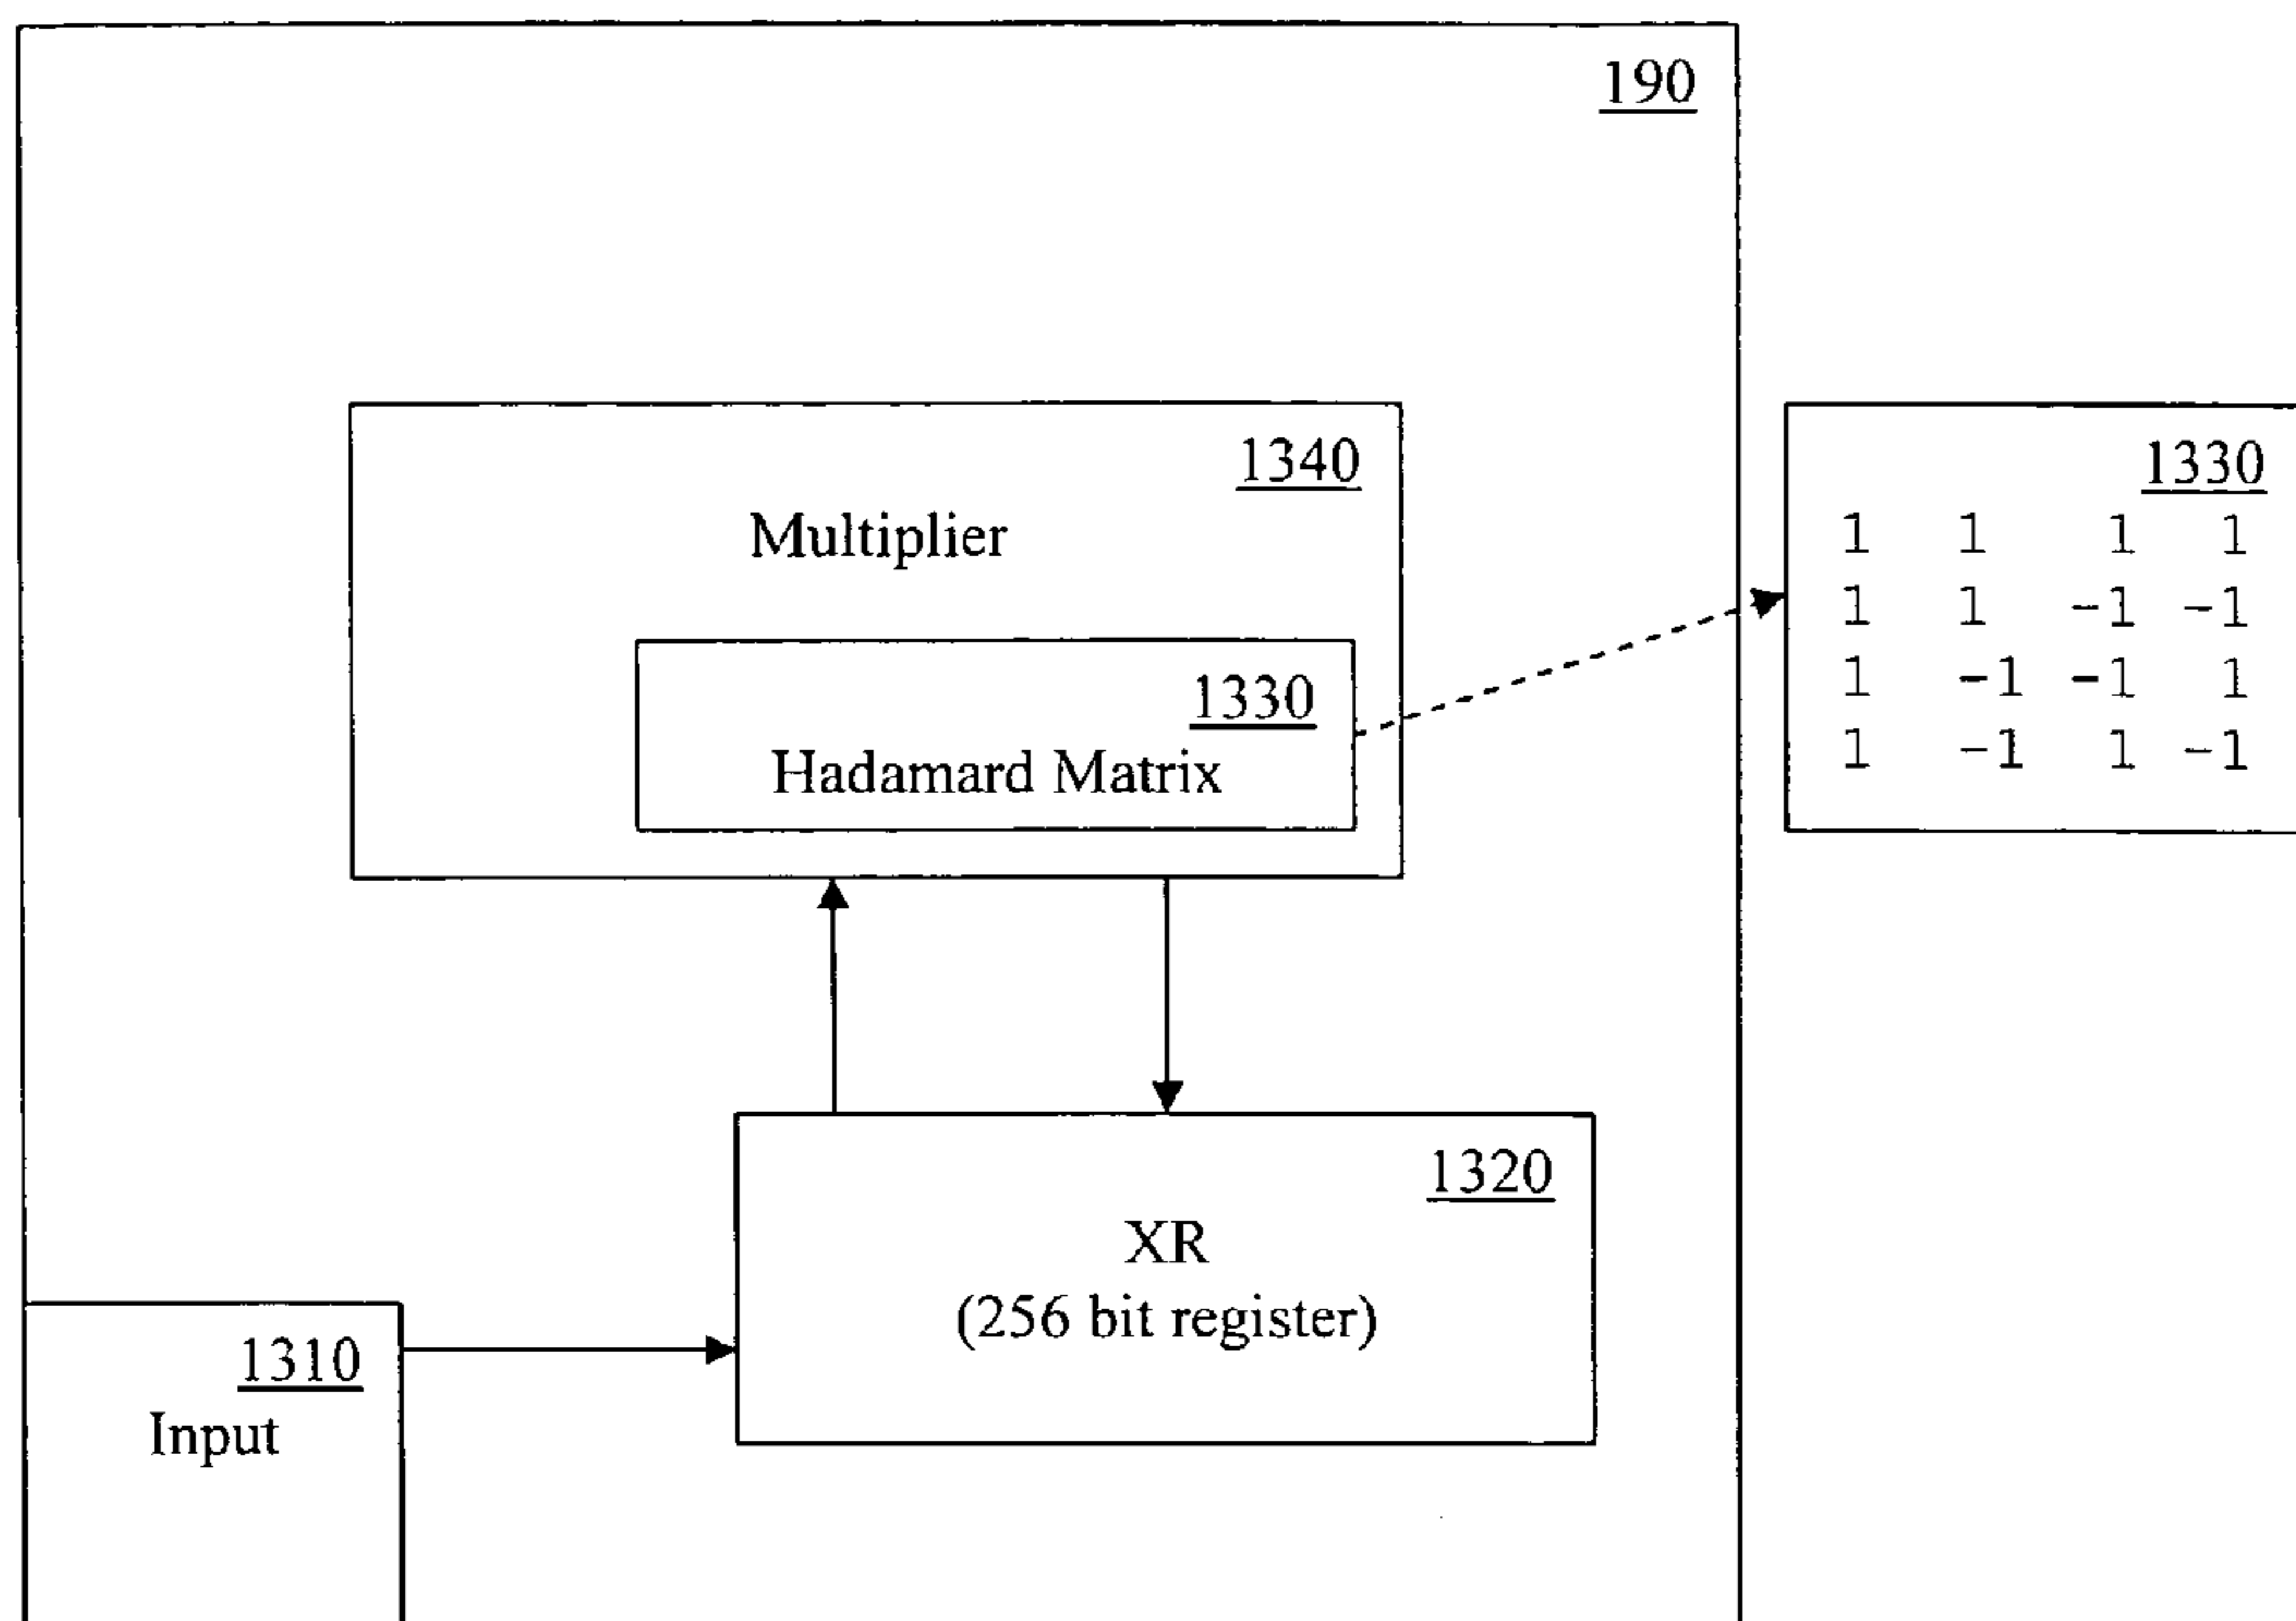 190
1340
Multiplier
1330
Hadamard Matrix
1330
1 1 1 1
1 1 -1 -1
1 -1 -1 1
1 -1 1 -1
1320
XR
(256 bit register)
1310
Input